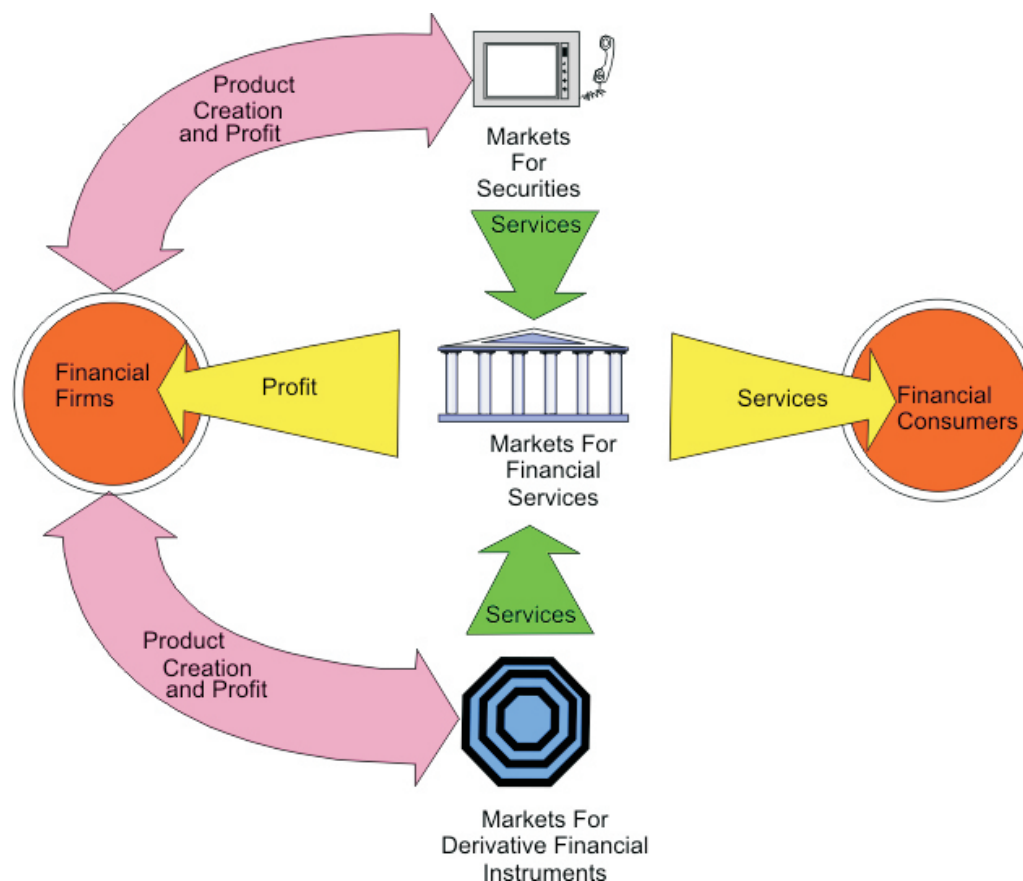 Product
Creation
and Profit
Markets
For
Securities
Services
Financial
Firms
Profit
Markets For
Financial
Services
Services
Financial
Consumers
Services
Product
Creation
and Profit
Markets For
Derivative Financial
Instruments